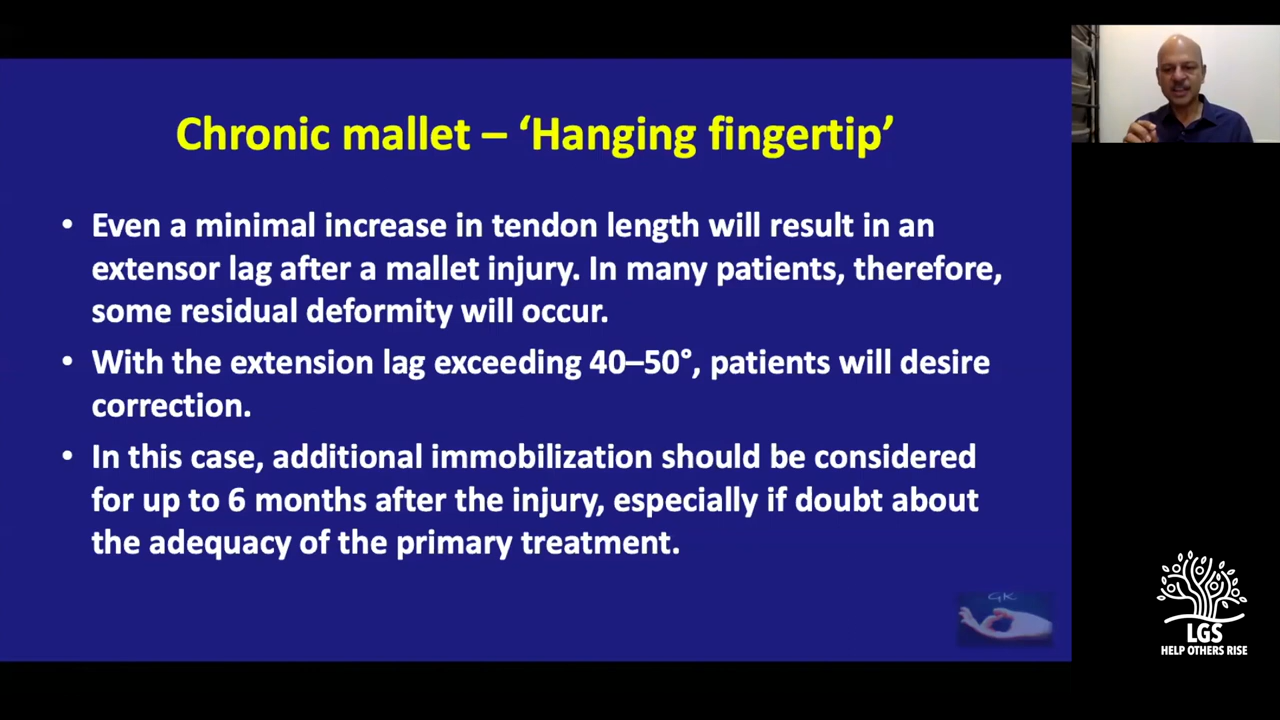 Chronic mallet – ‘Hanging fingertip’
• Even a minimal increase in tendon length will result in an
extensor lag after a mallet injury. In many patients, therefore,
some residual deformity will occur.
• With the extension lag exceeding 40–50°, patients will desire
correction.
• In this case, additional immobilization should be considered
for up to 6 months after the injury, especially if doubt about
the adequacy of the primary treatment.
GK
LGS
HELP OTHERS RISE